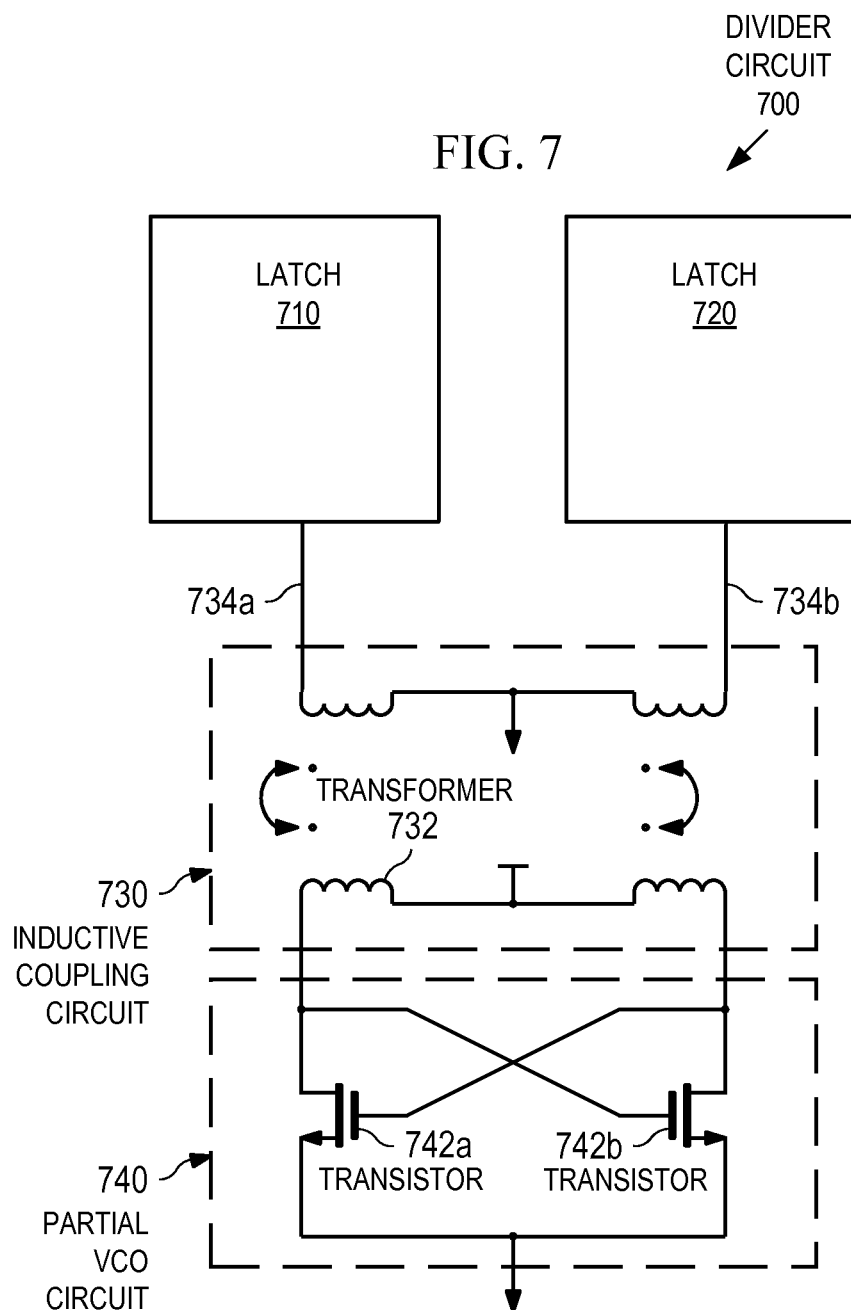 DIVIDER
CIRCUIT
700
FIG. 7
LATCH
710
LATCH
720
734a
734b
TRANSFORMER
732
730
INDUCTIVE
COUPLING
CIRCUIT
742a
TRANSISTOR
742b
TRANSISTOR
740
PARTIAL
VCO
CIRCUIT